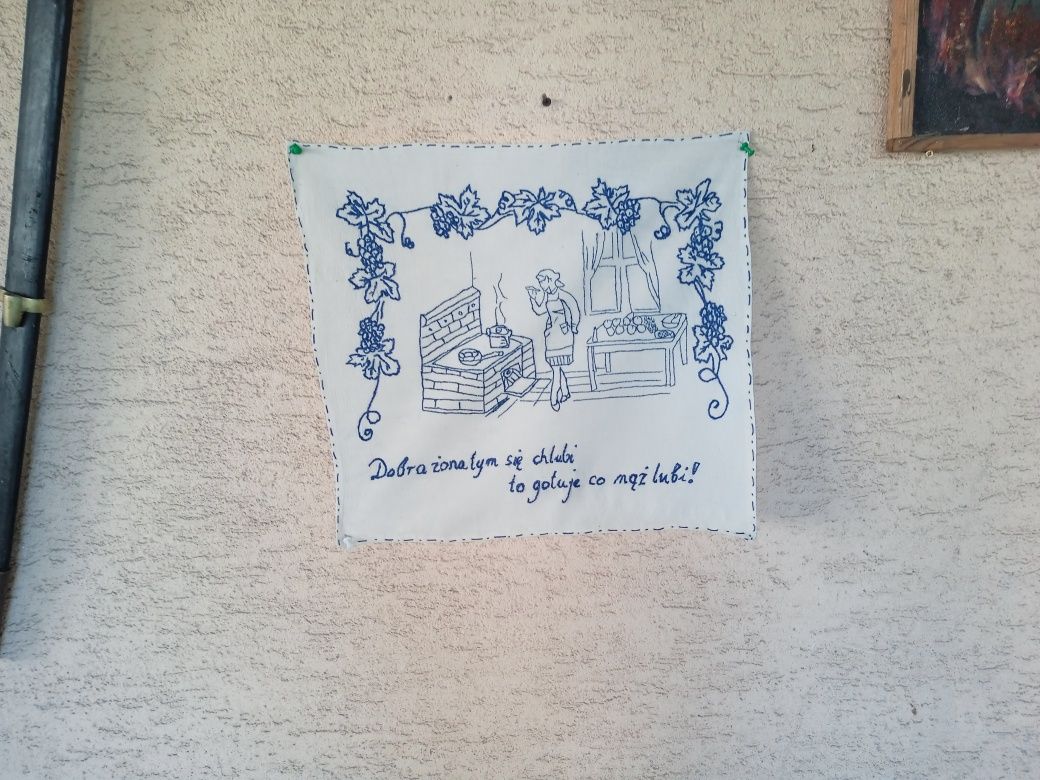 Dobra żona tym się chlubi
to gotuje co mąż lubi!